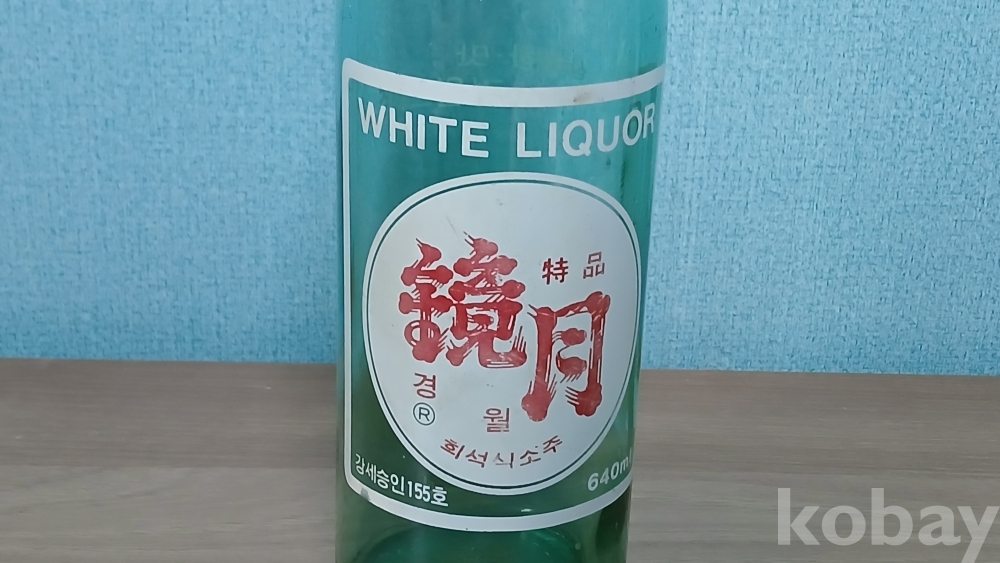 WHITE LIQUOR
特品
鏡月
경월
®
희석식소주
감세승인155호
640ml
kobay